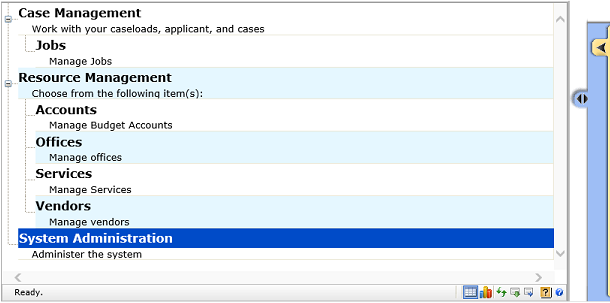 Case Management
Work with your caseloads, applicant, and cases
Jobs
Manage Jobs
Resource Management
Choose from the following item(s):
Accounts
Manage Budget Accounts
Offices
Manage offices
Services
Manage Services
Vendors
Manage vendors
System Administration
Administer the system
Ready.